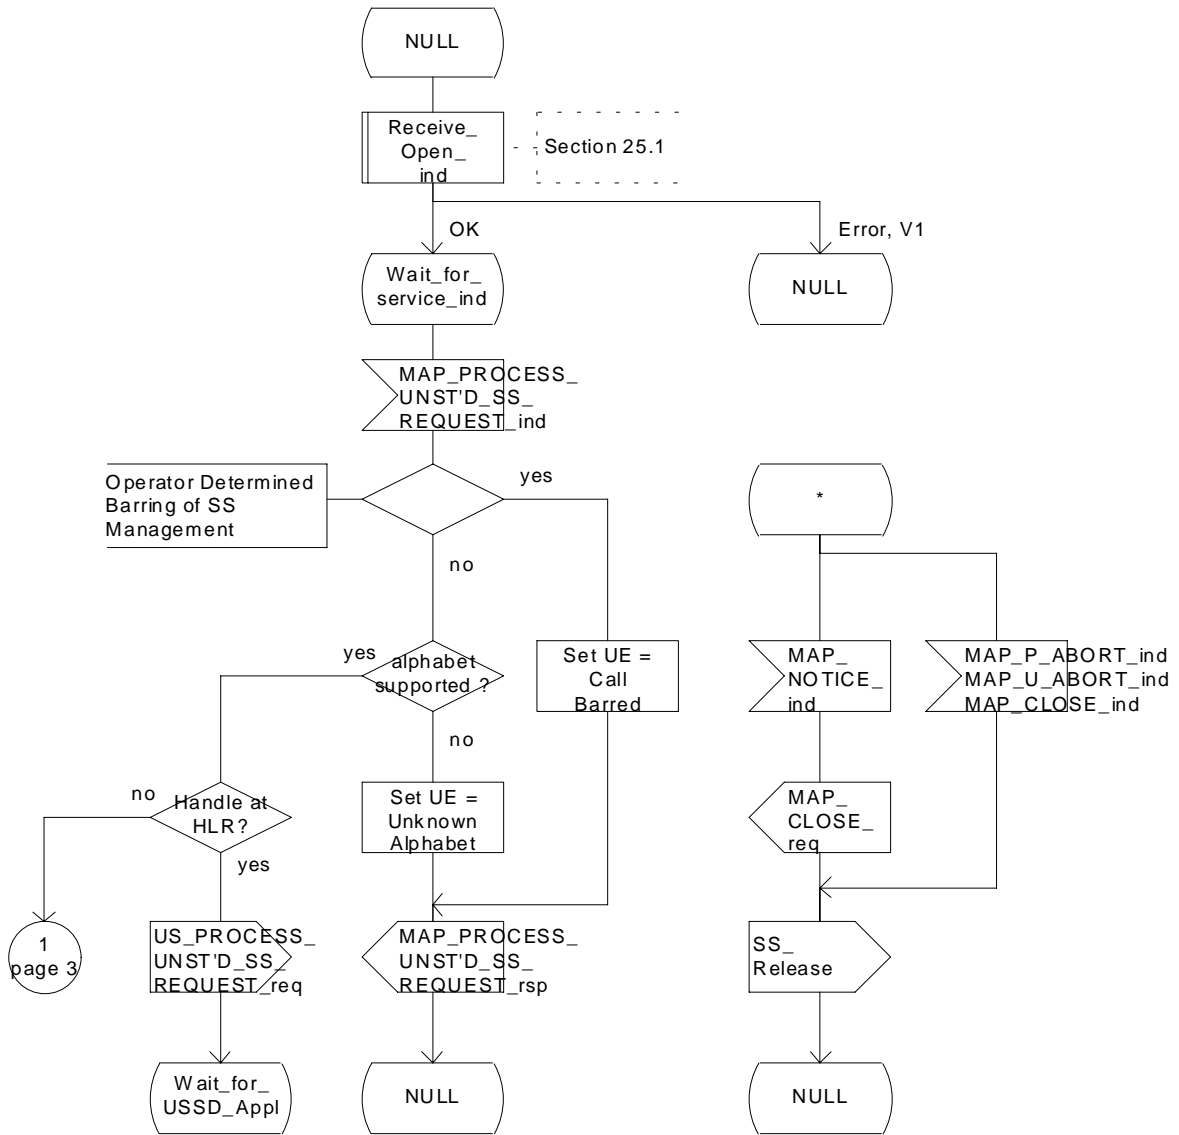 NULL
Receive_
Open_
ind
Section 25.1
OK
Error, V1
Wait_for_
service_ind
NULL
MAP_PROCESS_
UNST'D_SS_
REQUEST_ind
Operator Determined
Barring of SS
Management
yes
*
no
yes
alphabet
supported ?
Set UE =
Call
Barred
MAP_
NOTICE_
ind
MAP_P_ABORT_ind
MAP_U_ABORT_ind
MAP_CLOSE_ind
no
no
Handle at
HLR?
Set UE =
Unknown
Alphabet
MAP_
CLOSE_
req
yes
1
page 3
US_PROCESS_
UNST'D_SS_
REQUEST_req
MAP_PROCESS_
UNST'D_SS_
REQUEST_rsp
SS_
Release
Wait_for_
USSD_Appl
NULL
NULL